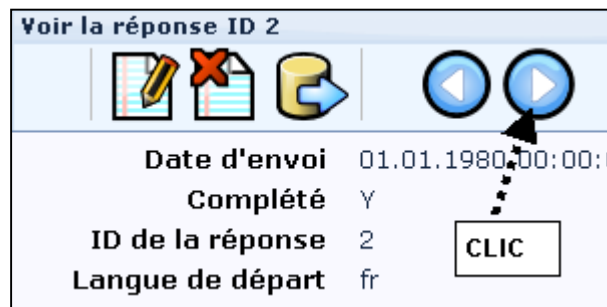 Voir la réponse ID 2
Date d'envoi 01.01.1980 00:00:
Complété Y
ID de la réponse 2
CLIC
Langue de départ fr